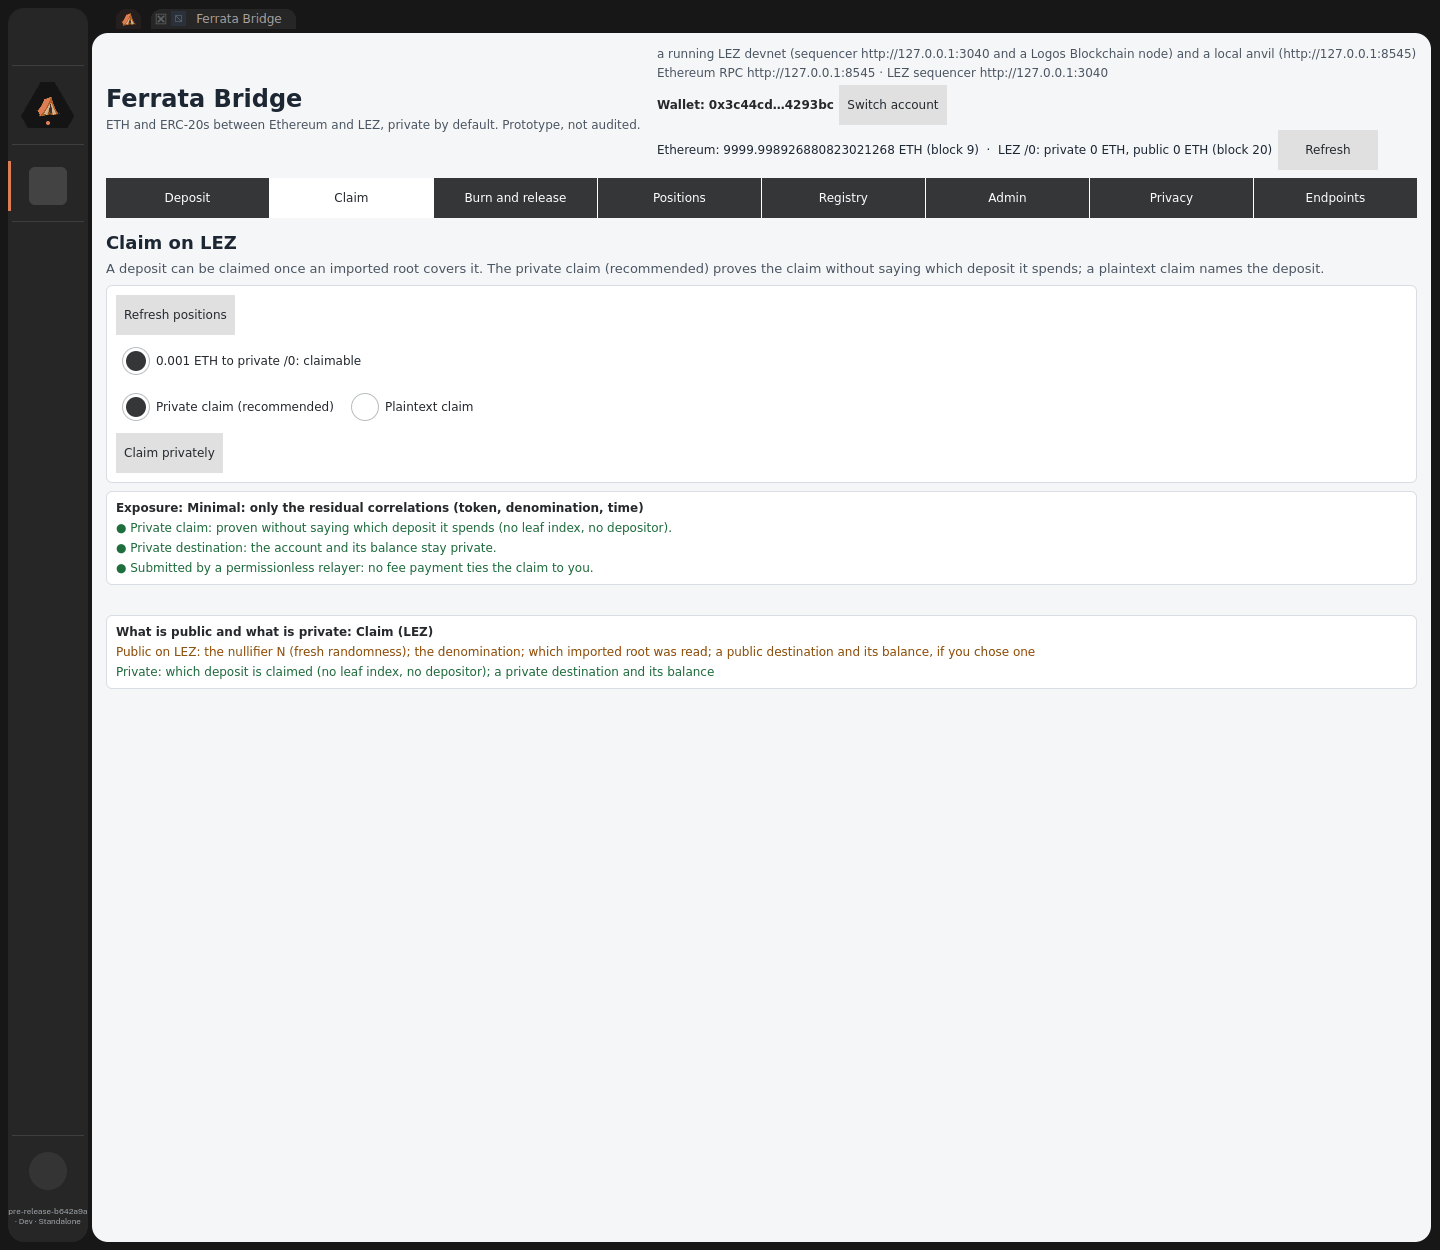 Ferrata Bridge
a running LEZ devnet (sequencer http://127.0.0.1:3040 and a Logos Blockchain node) and a local anvil (http://127.0.0.1:8545)
Ethereum RPC http://127.0.0.1:8545 · LEZ sequencer http://127.0.0.1:3040
Ferrata Bridge
ETH and ERC-20s between Ethereum and LEZ, private by default. Prototype, not audited.
Wallet: 0x3c44cd…4293bc
Switch account
Ethereum: 9999.998926880823021268 ETH (block 9) · LEZ /0: private 0 ETH, public 0 ETH (block 20)
Refresh
Deposit
Claim
Burn and release
Positions
Registry
Admin
Privacy
Endpoints
Claim on LEZ
A deposit can be claimed once an imported root covers it. The private claim (recommended) proves the claim without saying which deposit it spends; a plaintext claim names the deposit.
Refresh positions
0.001 ETH to private /0: claimable
Private claim (recommended)
Plaintext claim
Claim privately
Exposure: Minimal: only the residual correlations (token, denomination, time)
● Private claim: proven without saying which deposit it spends (no leaf index, no depositor).
● Private destination: the account and its balance stay private.
● Submitted by a permissionless relayer: no fee payment ties the claim to you.
What is public and what is private: Claim (LEZ)
Public on LEZ: the nullifier N (fresh randomness); the denomination; which imported root was read; a public destination and its balance, if you chose one
Private: which deposit is claimed (no leaf index, no depositor); a private destination and its balance
pre-release-b642a9a
· Dev · Standalone